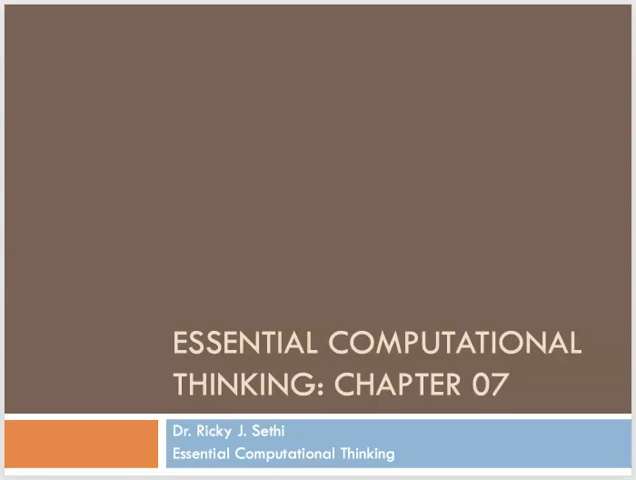 ESSENTIAL COMPUTATIONAL
THINKING: CHAPTER 07
Dr. Ricky J. Sethi
Essential Computational Thinking